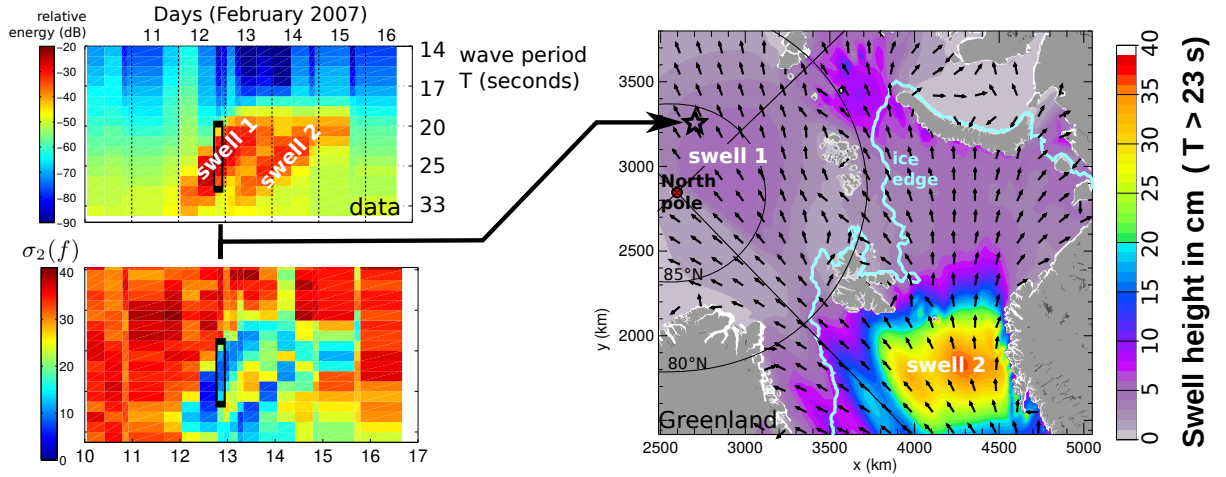 Days (February 2007)
relative
energy (dB)
11 12 13 14 15 16
−20
−30
−40
−50
−60
−70
−80
−90
14
17
20
25
33
wave period
T (seconds)
swell 1
swell 2
data
σ2(f)
40
30
20
10
0
10 11 12 13 14 15 16 17
3500
3000
2500
2000
y (km)
2500 3000 3500 4000 4500 5000
x (km)
swell 1
North
pole
ice
edge
85°N
80°N
swell 2
Greenland
40
35
30
25
20
15
10
5
0
Swell height in cm ( T > 23 s)